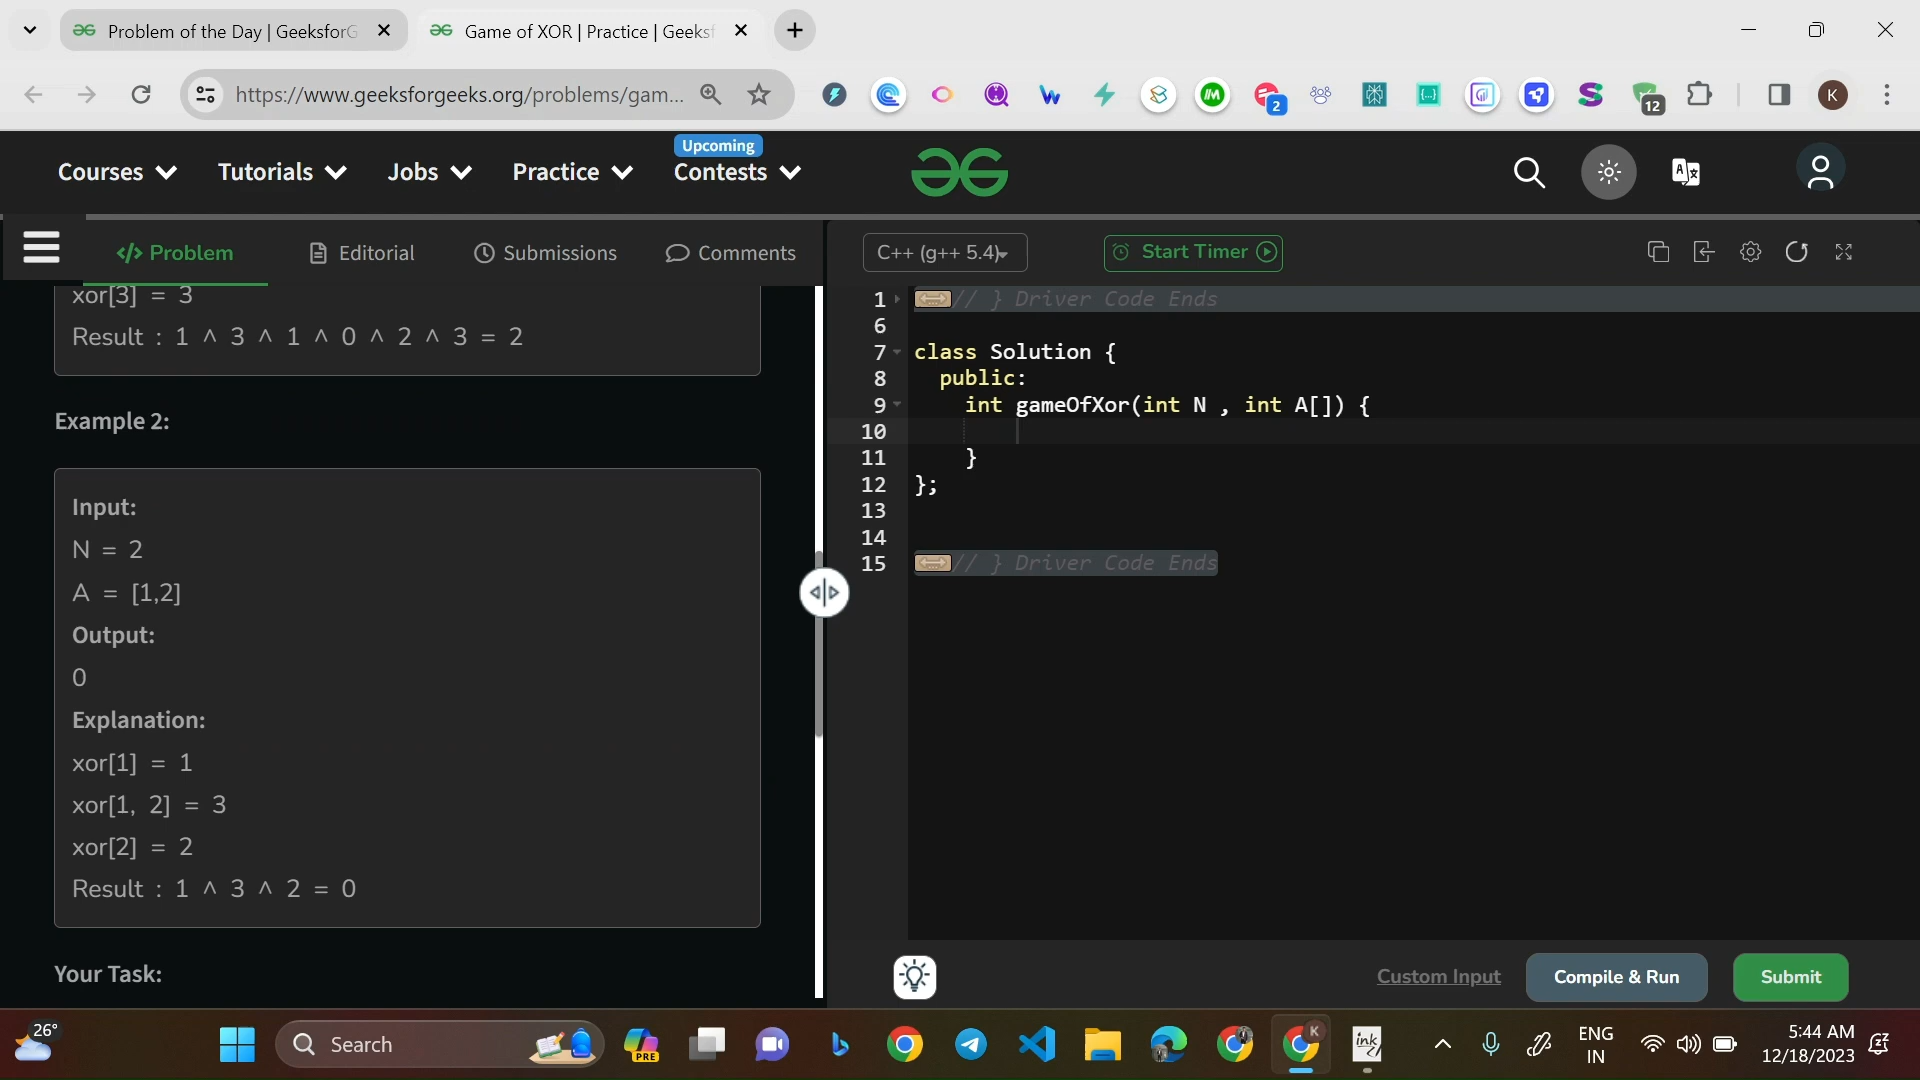 Problem of the Day | GeeksforG
Game of XOR | Practice | Geeksf
https://www.geeksforgeeks.org/problems/gam...
2
12
K
Courses
Tutorials
Jobs
Practice
Upcoming
Contests
</> Problem
Editorial
Submissions
Comments
C++ (g++ 5.4)
Start Timer
xor[3] = 3
Result : 1 ^ 3 ^ 1 ^ 0 ^ 2 ^ 3 = 2
Example 2:
Input:
N = 2
A = [1,2]
Output:
0
Explanation:
xor[1] = 1
xor[1, 2] = 3
xor[2] = 2
Result : 1 ^ 3 ^ 2 = 0
Your Task:
1 // } Driver Code Ends
6
7 class Solution {
8 public:
9 int gameOfXor(int N , int A[]) {
10
11 }
12 };
13
14
15 // } Driver Code Ends
Custom Input
Compile & Run
Submit
26°
Search
PRE
K
ink
ENG
IN
5:44 AM
12/18/2023